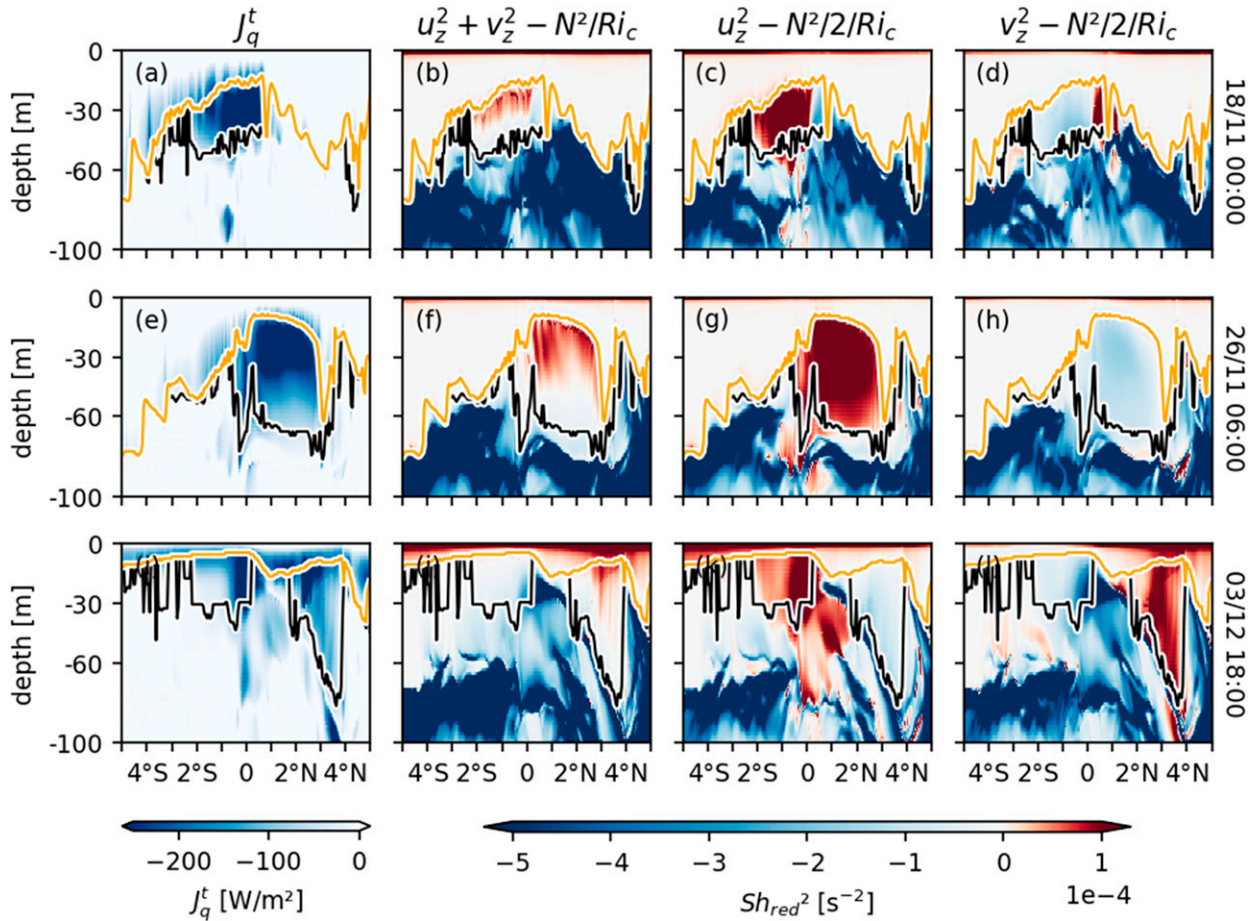 J_q^t u_z^2 + v_z^2 − N²/Ri_c u_z^2 − N²/2/Ri_c v_z^2 − N²/2/Ri_c
0 (a) (b) (c) (d)
-30
-60
-100
depth [m]
18/11 00:00
0 (e) (f) (g) (h)
-30
-60
-100
depth [m]
26/11 06:00
0 (i) (j) (k) (l)
-30
-60
-100
depth [m]
03/12 18:00
4°S 2°S 0 2°N 4°N 4°S 2°S 0 2°N 4°N 4°S 2°S 0 2°N 4°N 4°S 2°S 0 2°N 4°N
−200 −100 0 −5 −4 −3 −2 −1 0 1
1e−4
J_q^t [W/m²] Sh_red² [s⁻²]